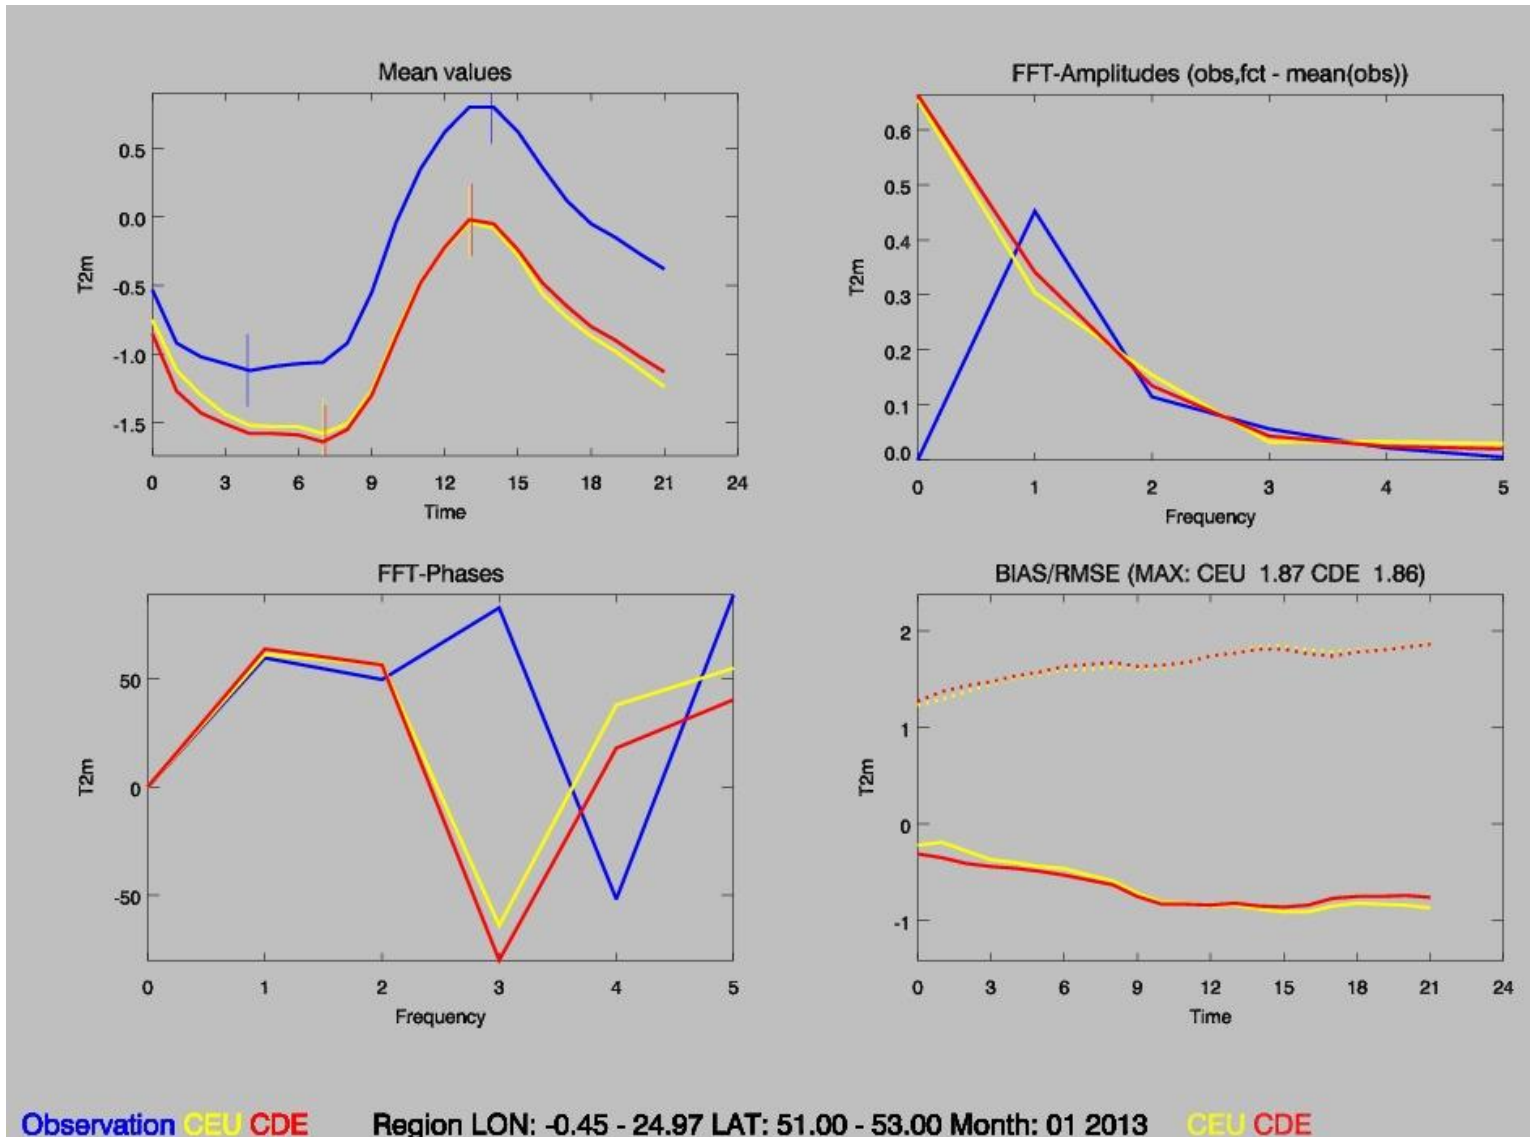 Mean values
0.5
0.0
-0.5
-1.0
-1.5
T2m
0 3 6 9 12 15 18 21 24
Time
FFT-Amplitudes (obs,fct - mean(obs))
0.6
0.5
0.4
0.3
0.2
0.1
0.0
T2m
0 1 2 3 4 5
Frequency
FFT-Phases
50
0
-50
T2m
0 1 2 3 4 5
Frequency
BIAS/RMSE (MAX: CEU 1.87 CDE 1.86)
2
1
0
-1
T2m
0 3 6 9 12 15 18 21 24
Time
Observation CEU CDE Region LON: -0.45 - 24.97 LAT: 51.00 - 53.00 Month: 01 2013 CEU CDE